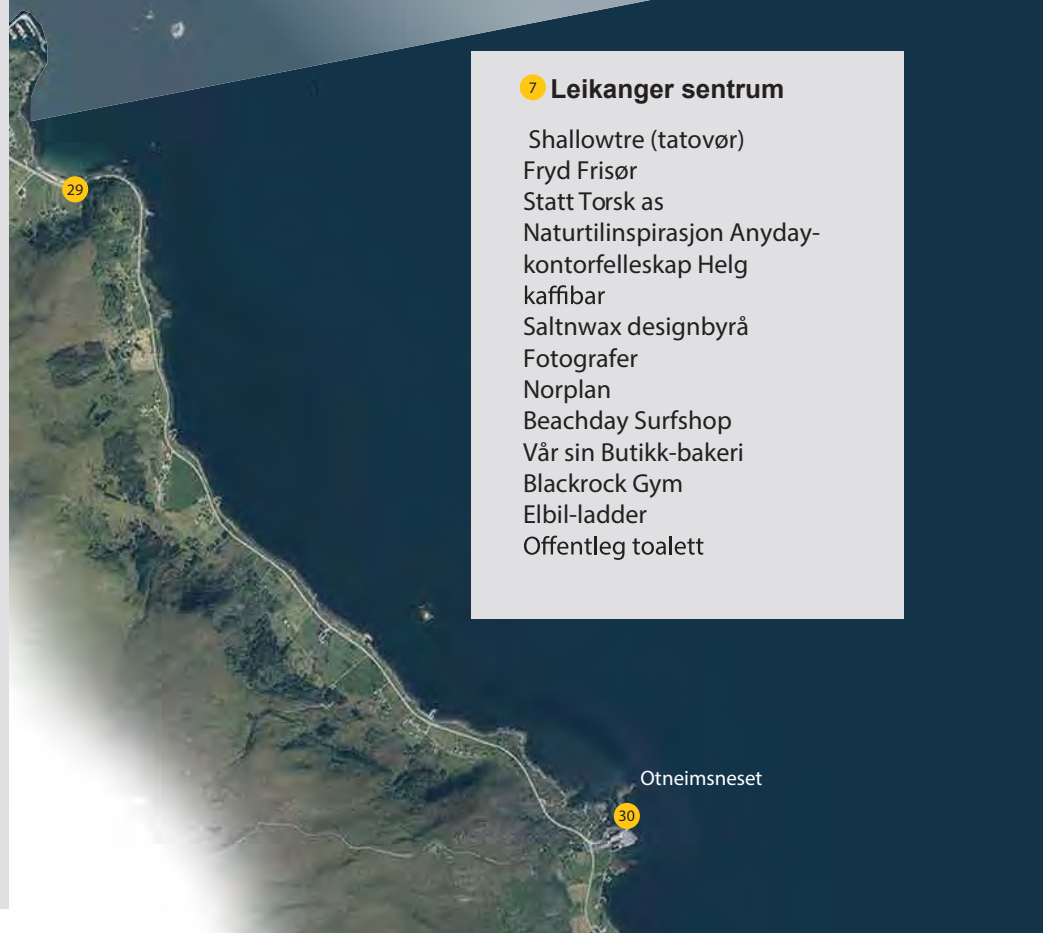 7 Leikanger sentrum
Shallowtre (tatovør)
Fryd Frisør
Statt Torsk as
Naturtilinspirasjon Anyday-
kontorfelleskap Helg
kaffibar
Saltnwax designbyrå
Fotografer
Norplan
Beachday Surfshop
Vår sin Butikk-bakeri
Blackrock Gym
Elbil-ladder
Offentleg toalett
29
Otneimsneset
30